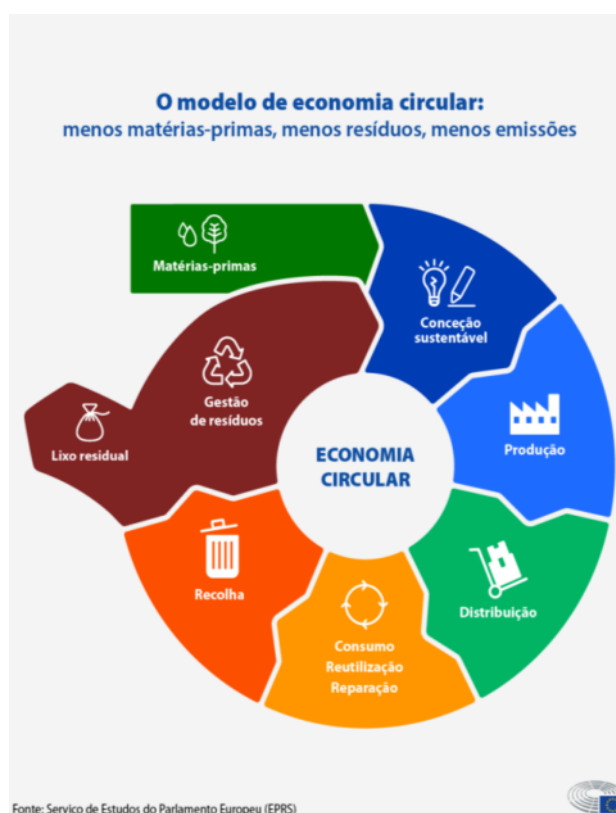 O modelo de economia circular:
menos matérias-primas, menos resíduos, menos emissões
Matérias-primas
Conceção
sustentável
Produção
Distribuição
Consumo
Reutilização
Reparação
Recolha
Gestão
de resíduos
Lixo residual
ECONOMIA
CIRCULAR
Fonte: Serviço de Estudos do Parlamento Europeu (EPRS)